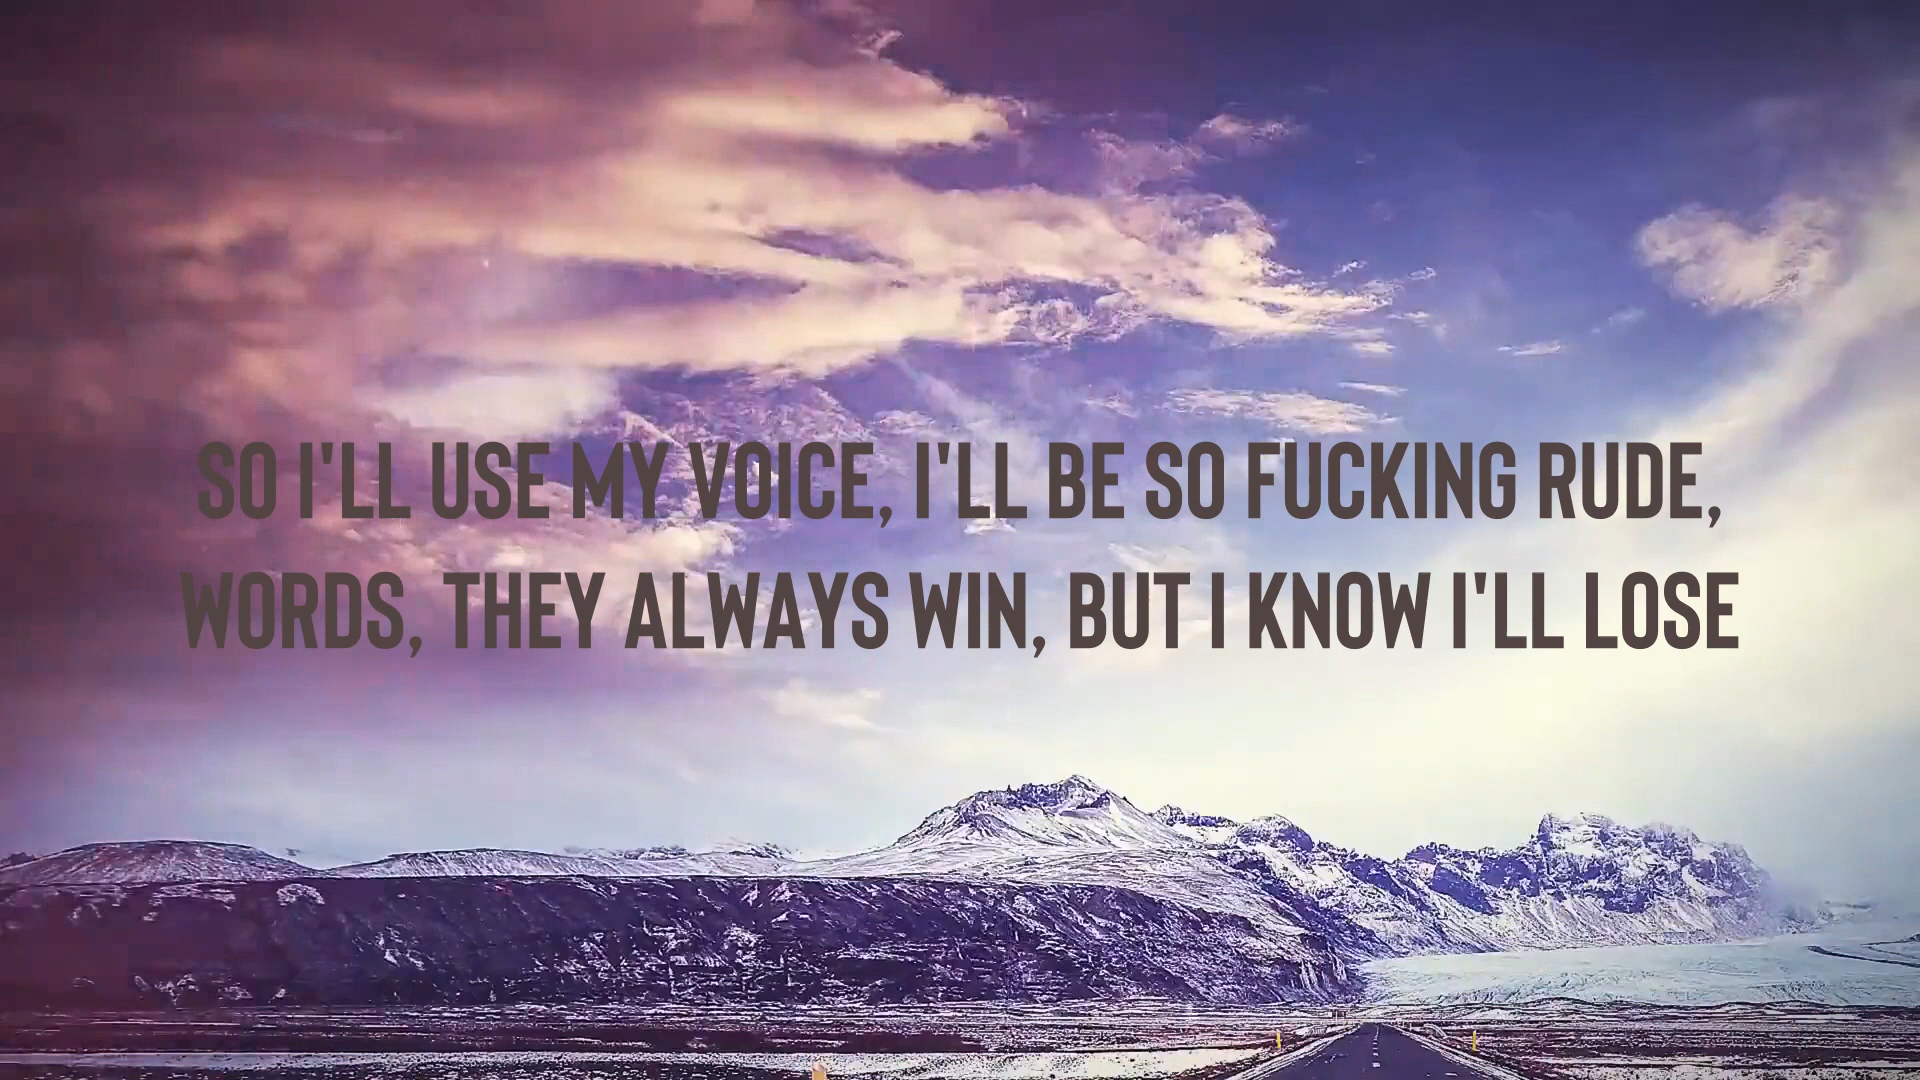 SO I'LL USE MY VOICE, I'LL BE SO FUCKING RUDE,
WORDS, THEY ALWAYS WIN, BUT I KNOW I'LL LOSE